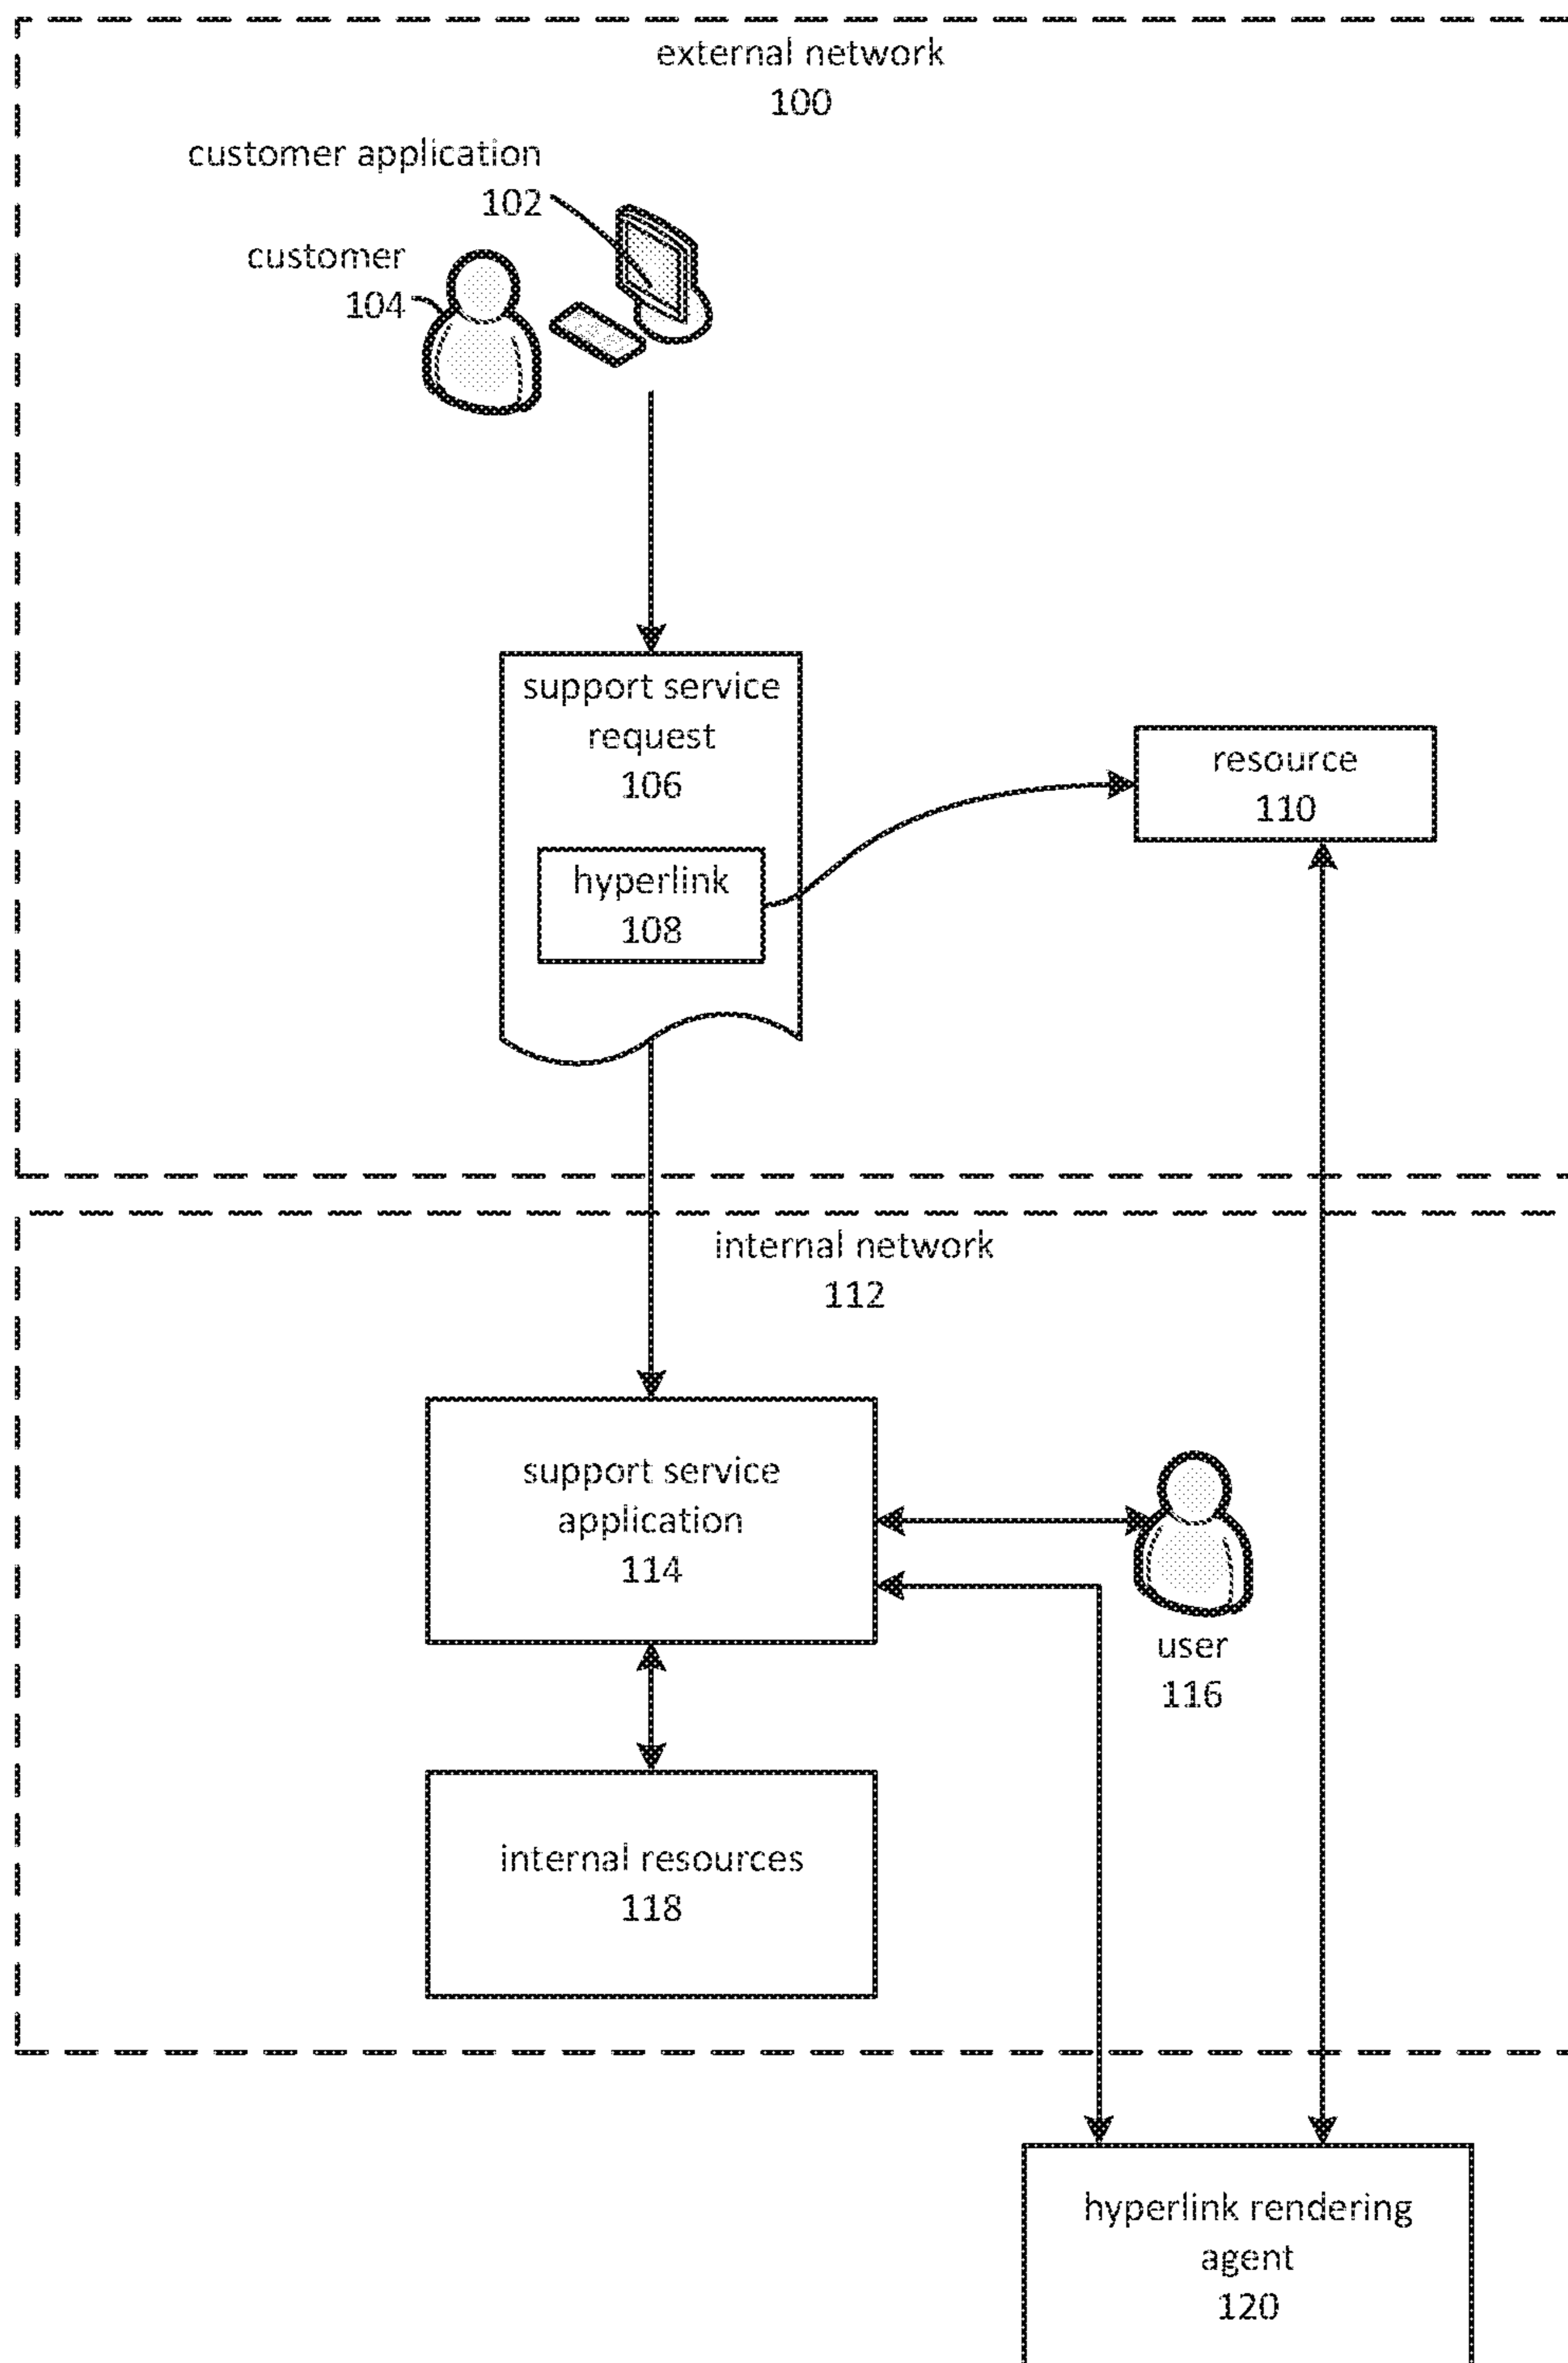 external network
100
customer application
102
customer
104
support service
request
106
resource
110
hyperlink
108
internal network
112
support service
application
114
user
116
internal resources
118
hyperlink rendering
agent
120